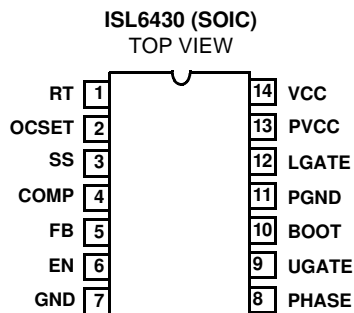 ISL6430 (SOIC)
TOP VIEW
RT 1
OCSET 2
SS 3
COMP 4
FB 5
EN 6
GND 7
14 VCC
13 PVCC
12 LGATE
11 PGND
10 BOOT
9 UGATE
8 PHASE